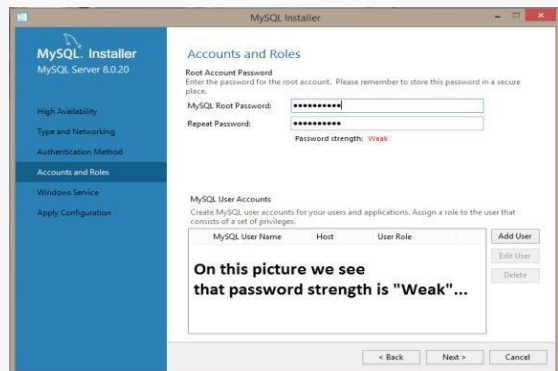 MySQL Installer
MySQL. Installer
MySQL Server 8.0.20
High Availability
Type and Networking
Authentication Method
Accounts and Roles
Windows Service
Apply Configuration
Accounts and Roles
Root Account Password
Enter the password for the root account. Please remember to store this password in a secure
place.
MySQL Root Password:
Repeat Password:
Password strength: Weak
MySQL User Accounts
Create MySQL user accounts for your users and applications. Assign a role to the user that
consists of a set of privileges.
MySQL User Name Host User Role
Add User
Edit User
Delete
On this picture we see
that password strength is "Weak"...
< Back Next > Cancel